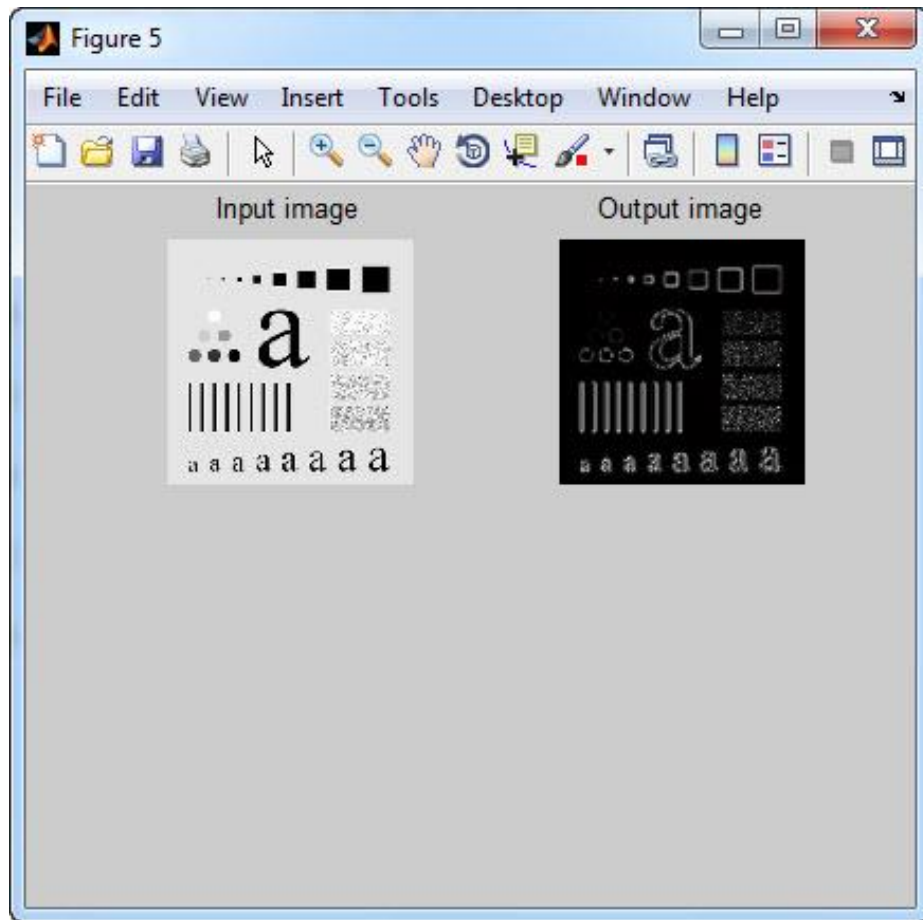 Figure 5
File Edit View Insert Tools Desktop Window Help
Input image Output image
a a
a a a a a a a a a a a a a a a a